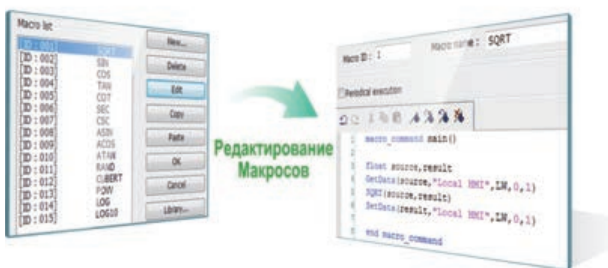 Macro list
[ID : 001] SQRT
[ID : 002] SIN
[ID : 003] COS
[ID : 004] TAN
[ID : 005] COT
[ID : 006] SEC
[ID : 007] CSC
[ID : 008] ASIN
[ID : 009] ACOS
[ID : 010] ATAN
[ID : 011] RAND
[ID : 012] CUBERT
[ID : 013] POW
[ID : 014] LOG
[ID : 015] LOG10
New...
Delete
Edit
Copy
Paste
OK
Cancel
Library...
Редактирование
Макросов
Macro ID : 1
Macro name : SQRT
Periodical execution
1 macro_command main()
2
3 float source,result
4 GetData(source,"Local HMI",LW,0,1)
5 SQRT(source,result)
6 SetData(result,"Local HMI",LW,0,1)
7
8 end macro_command